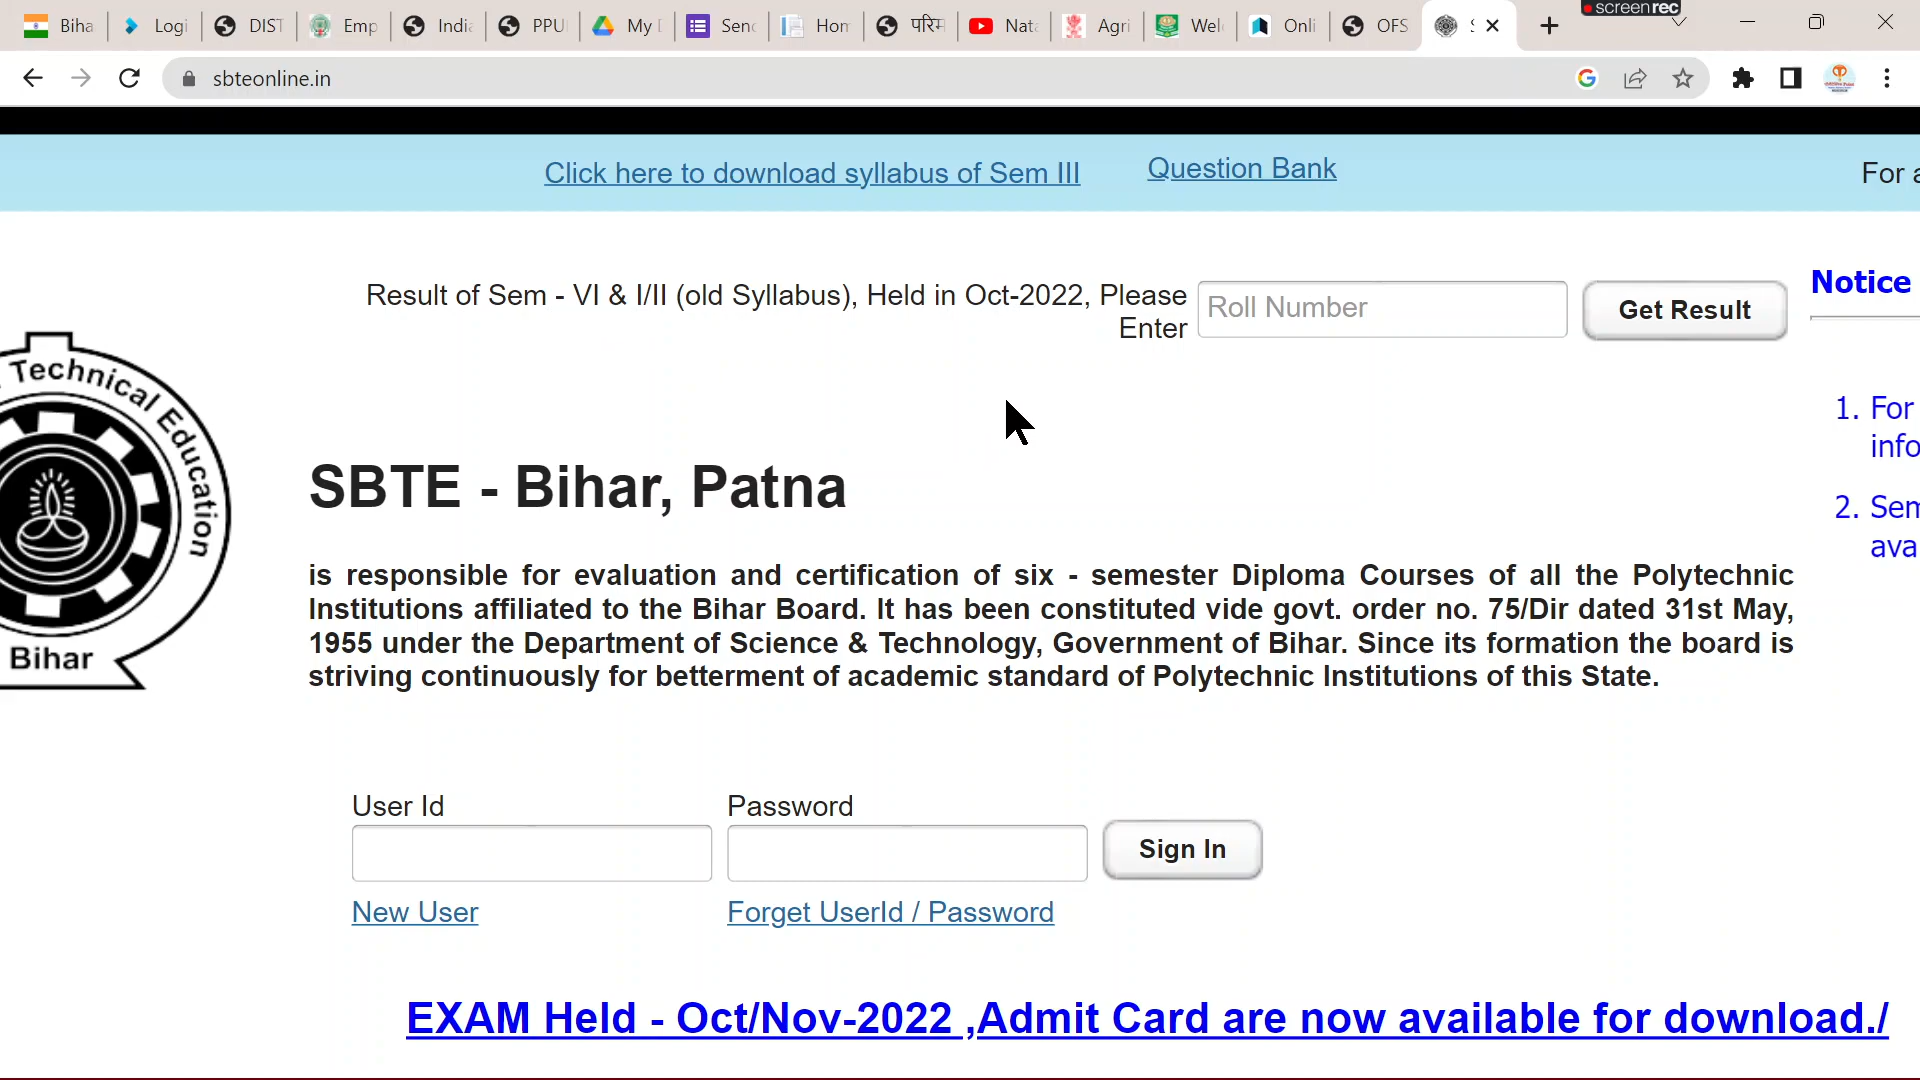 screenrec
Biha Logi DIST Emp India PPU My D Send Hom परिम Nata Agri Wel Onli OFS
sbteonline.in
Click here to download syllabus of Sem III Question Bank For a
Result of Sem - VI & I/II (old Syllabus), Held in Oct-2022, Please
Enter
Roll Number
Get Result
Notice
Technical Education
Bihar
1. For
info
2. Sem
ava
SBTE - Bihar, Patna
is responsible for evaluation and certification of six - semester Diploma Courses of all the Polytechnic
Institutions affiliated to the Bihar Board. It has been constituted vide govt. order no. 75/Dir dated 31st May,
1955 under the Department of Science & Technology, Government of Bihar. Since its formation the board is
striving continuously for betterment of academic standard of Polytechnic Institutions of this State.
User Id Password
Sign In
New User Forget UserId / Password
EXAM Held - Oct/Nov-2022 ,Admit Card are now available for download./